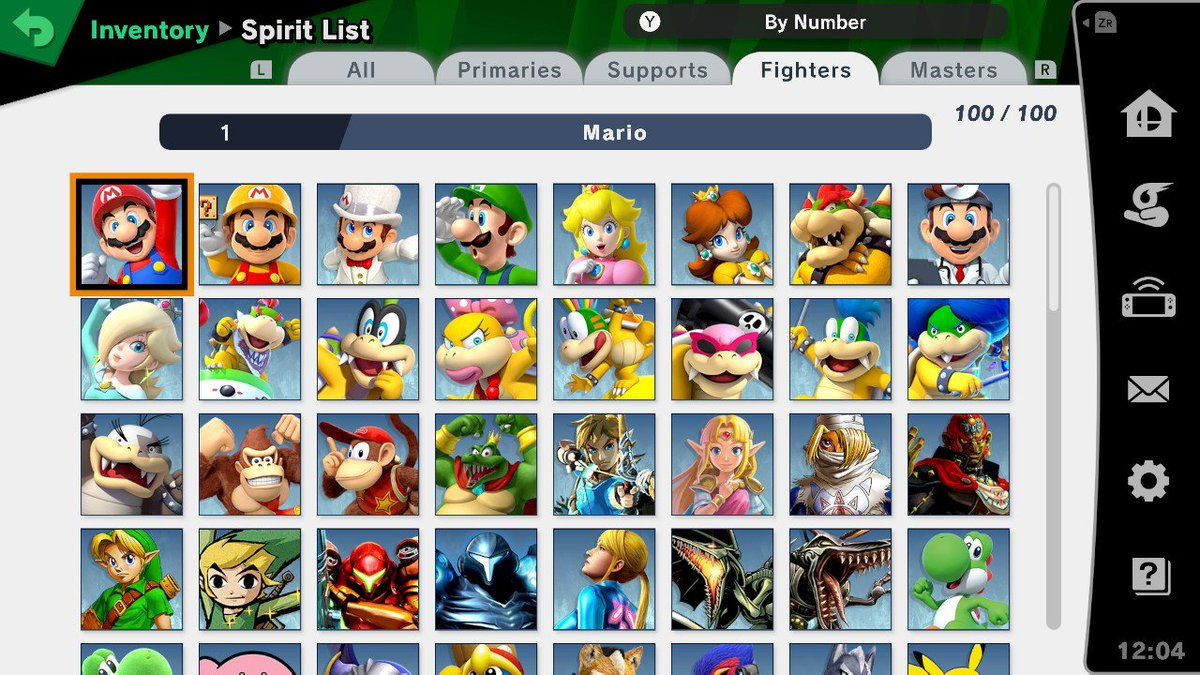 Inventory ▶ Spirit List
Y By Number
ZR
L All Primaries Supports Fighters Masters R
100 / 100
1 Mario
12:04